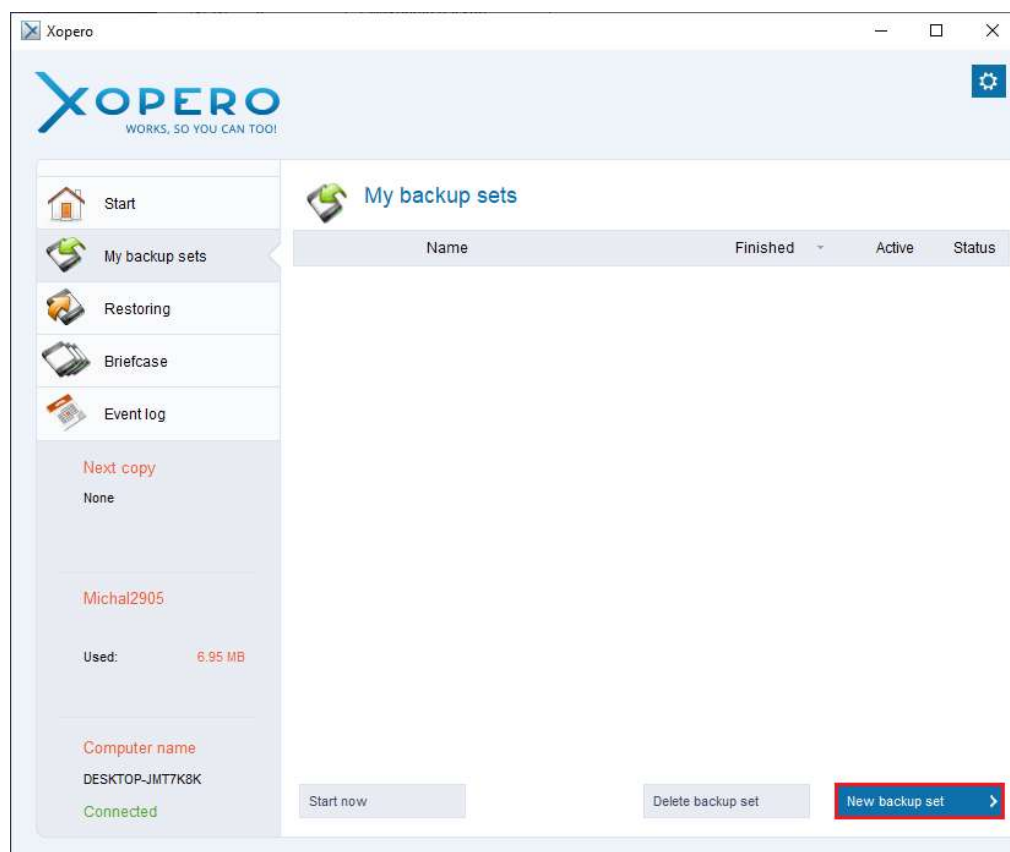 Xopero
XOPERO
WORKS, SO YOU CAN TOO!
Start
My backup sets
Restoring
Briefcase
Event log
Next copy
None
Michal2905
Used: 6.95 MB
Computer name
DESKTOP-JMT7K8K
Connected
My backup sets
Name Finished Active Status
Start now Delete backup set New backup set